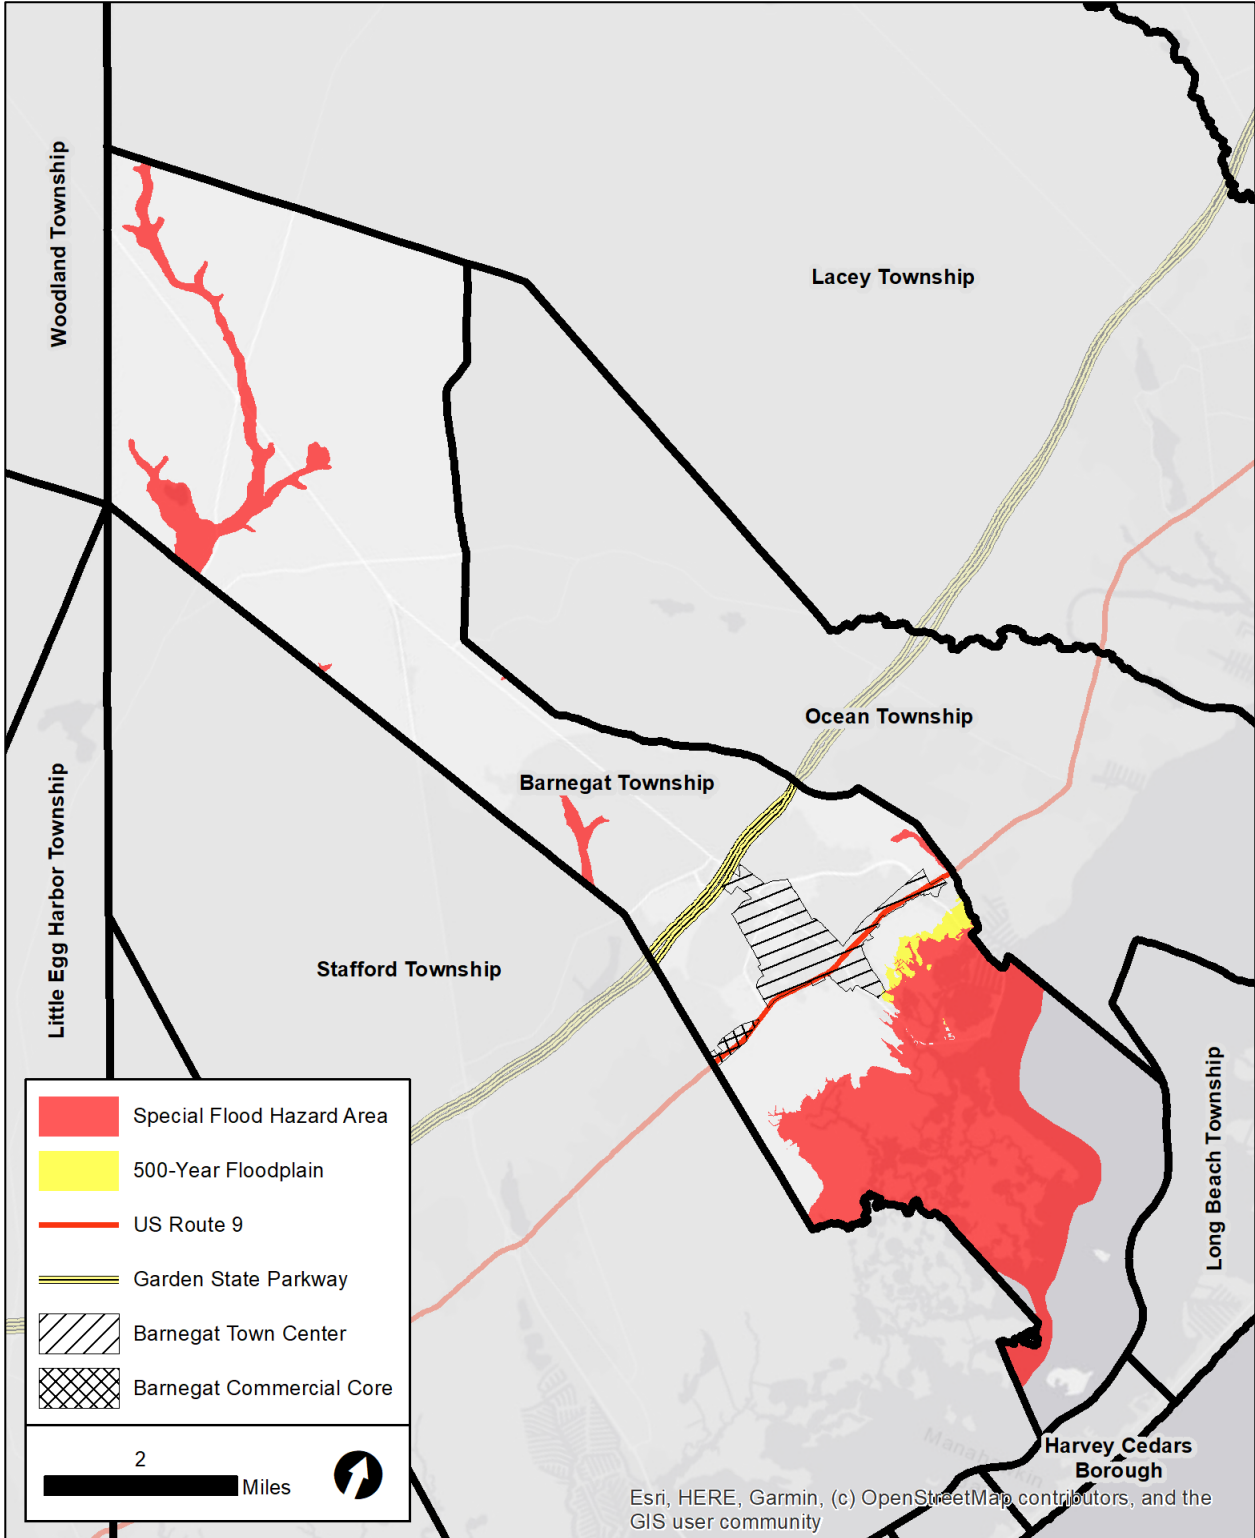 Woodland Township
Lacey Township
Ocean Township
Barnegat Township
Little Egg Harbor Township
Stafford Township
Long Beach Township
Special Flood Hazard Area
500-Year Floodplain
US Route 9
Garden State Parkway
Barnegat Town Center
Barnegat Commercial Core
2
Miles
Harvey Cedars
Borough
Esri, HERE, Garmin, (c) OpenStreetMap contributors, and the
GIS user community